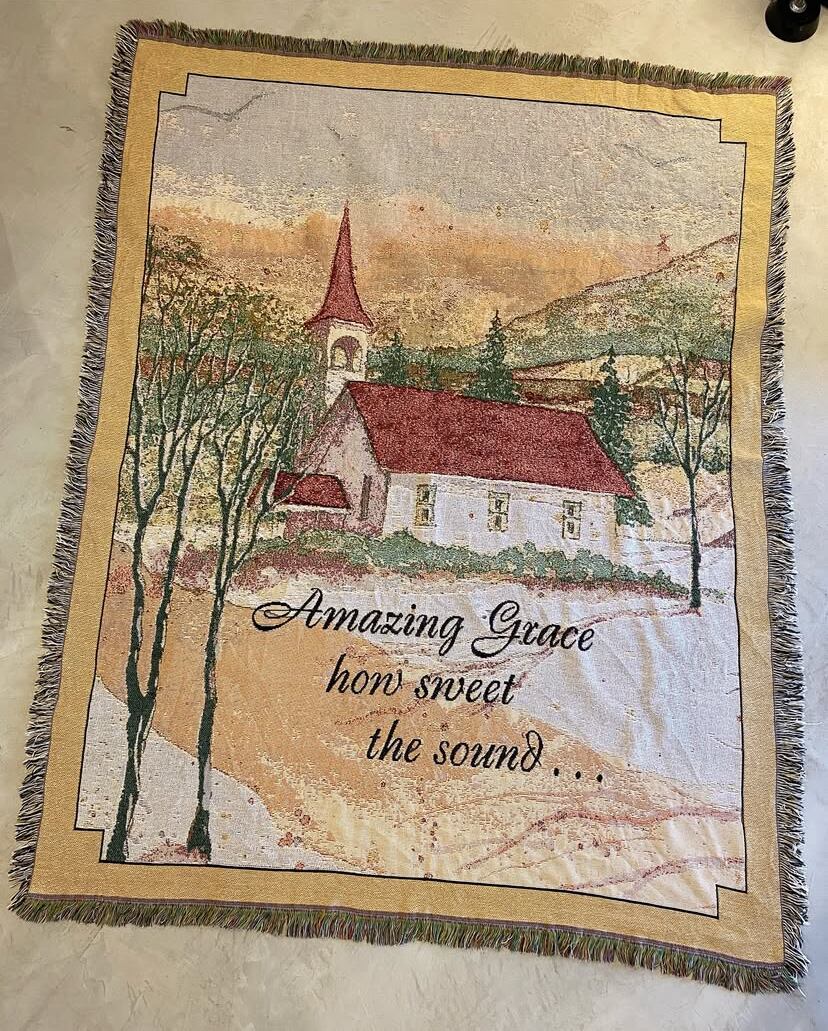 Amazing Grace
how sweet
the sound...